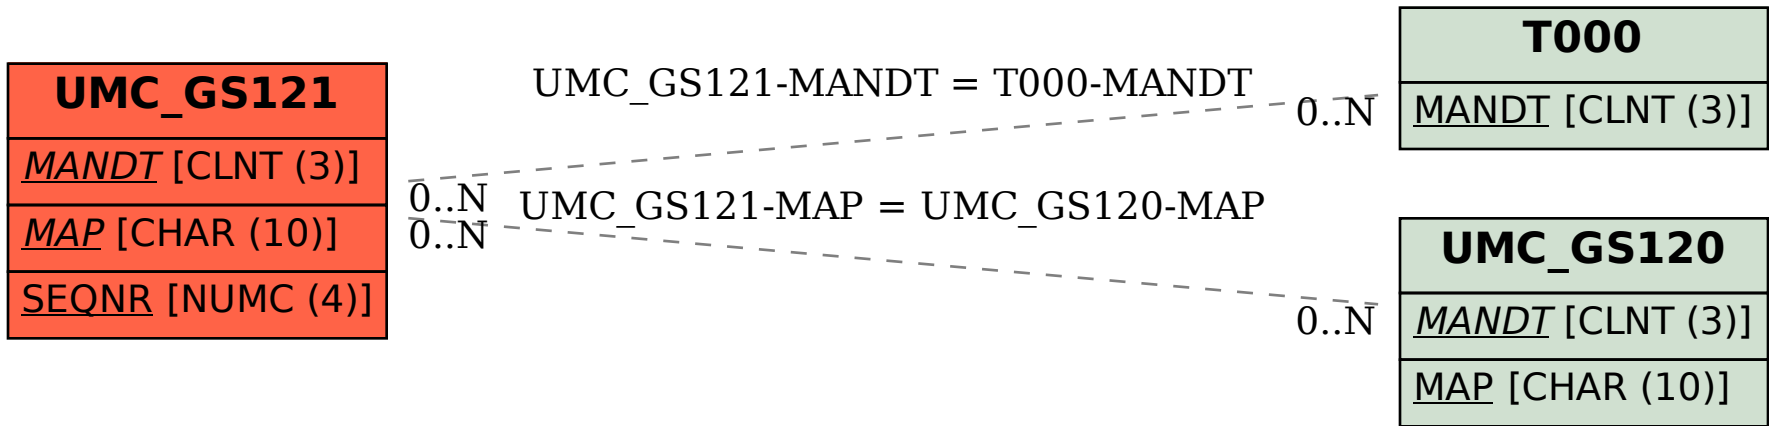 UMC_GS121
MANDT [CLNT (3)]
MAP [CHAR (10)]
SEQNR [NUMC (4)]
UMC_GS121-MANDT = T000-MANDT
0..N
0..N
UMC_GS121-MAP = UMC_GS120-MAP
0..N
0..N
T000
MANDT [CLNT (3)]
UMC_GS120
MANDT [CLNT (3)]
MAP [CHAR (10)]